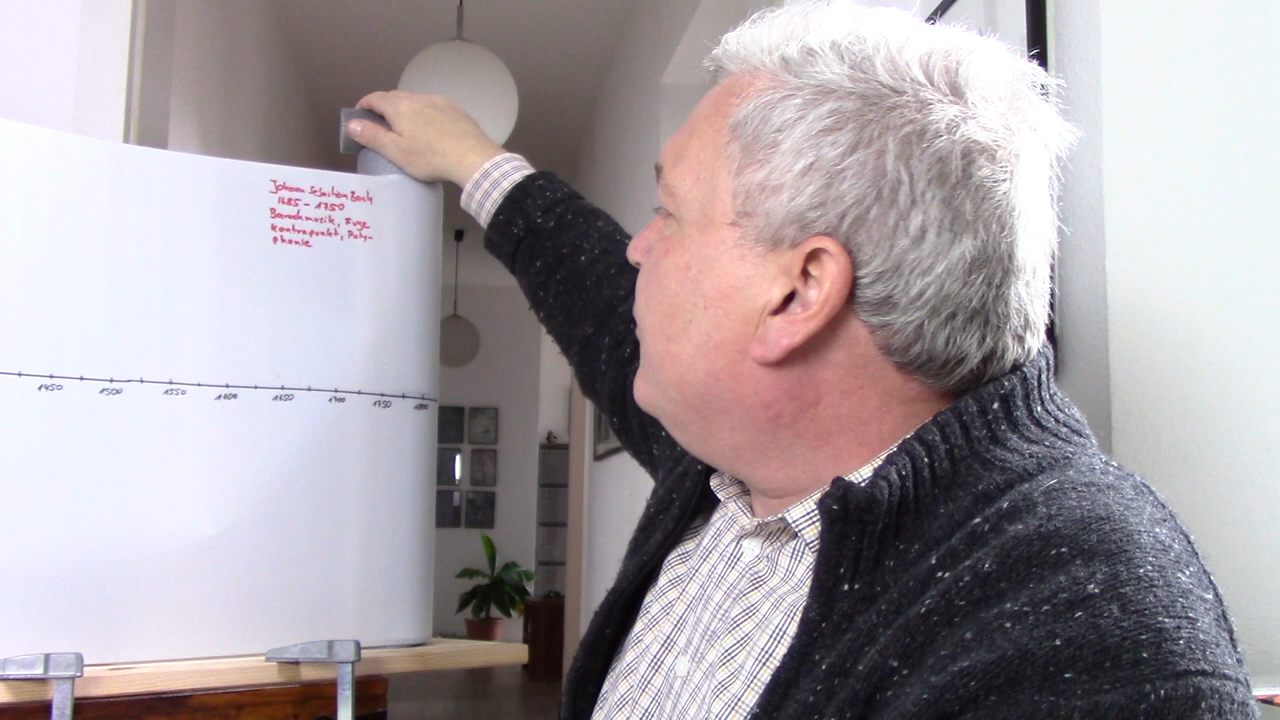 Johann Sebastian Bach
1685 - 1750
Barockmusik, Fuge
Kontrapunkt, Poly-
phonie
1450 1500 1550 1600 1650 1700 1750 1800